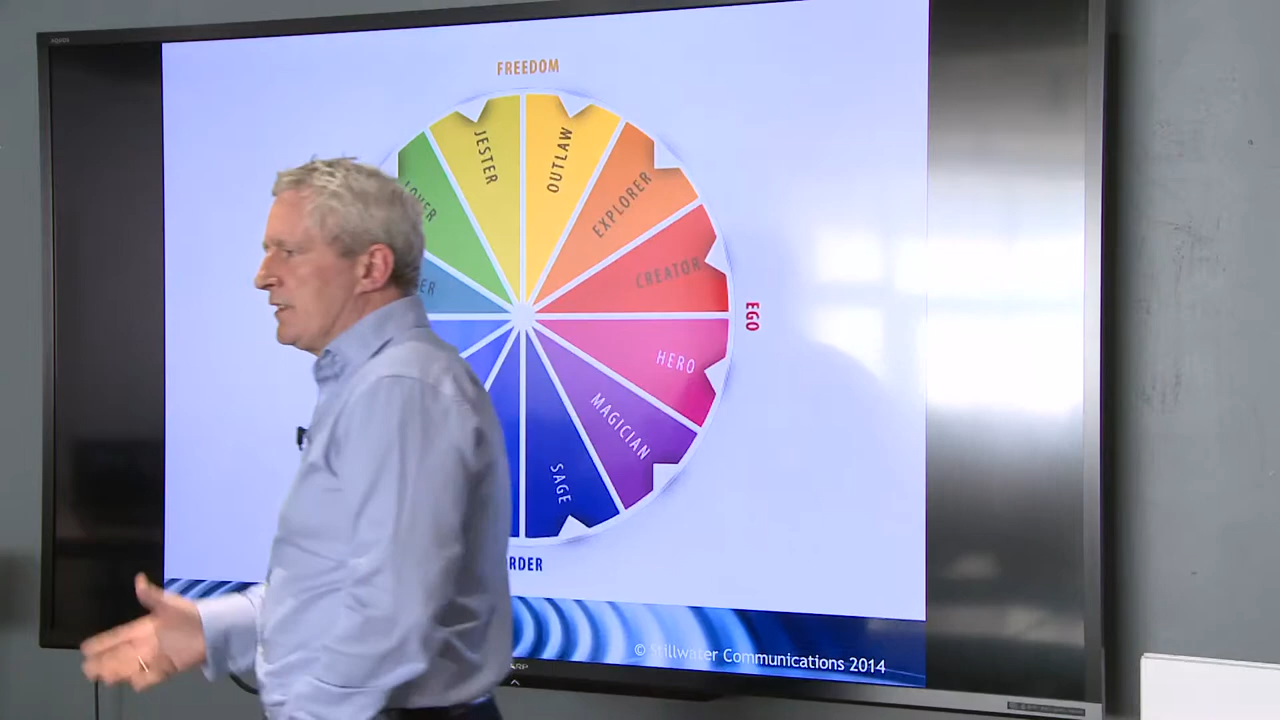 FREEDOM
JESTER
OUTLAW
EXPLORER
CREATOR
EGO
HERO
MAGICIAN
SAGE
© Stillwater Communications 2014